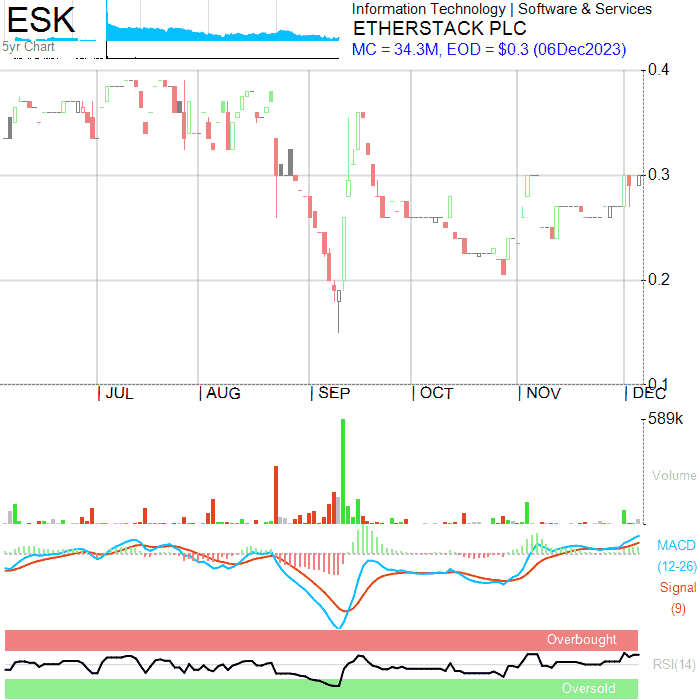 ESK
5yr Chart
Information Technology | Software & Services
ETHERSTACK PLC
MC = 34.3M, EOD = $0.3 (06Dec2023)
0.4
0.3
0.2
0.1
| JUL | AUG | SEP | OCT | NOV | DEC
589k
Volume
MACD
(12-26)
Signal
(9)
Overbought
RSI(14)
Oversold